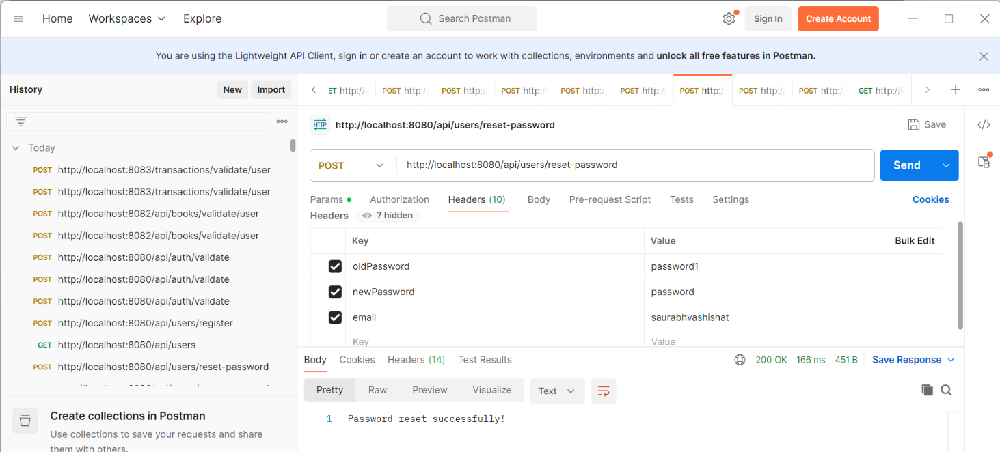 Home Workspaces Explore Search Postman Sign In Create Account
You are using the Lightweight API Client, sign in or create an account to work with collections, environments and unlock all free features in Postman.
History New Import
ET http://l POST http:/ POST http:/ POST http:/ POST http:/ POST http:/ POST http:/ POST http:/ POST http:/ GET http://l
Today
POST http://localhost:8083/transactions/validate/user
POST http://localhost:8083/transactions/validate/user
POST http://localhost:8082/api/books/validate/user
POST http://localhost:8082/api/books/validate/user
POST http://localhost:8080/api/auth/validate
POST http://localhost:8080/api/auth/validate
POST http://localhost:8080/api/auth/validate
POST http://localhost:8080/api/users/register
GET http://localhost:8080/api/users
POST http://localhost:8080/api/users/reset-password
Create collections in Postman
Use collections to save your requests and share
them with others.
HTTP http://localhost:8080/api/users/reset-password Save
POST http://localhost:8080/api/users/reset-password Send
Params Authorization Headers (10) Body Pre-request Script Tests Settings Cookies
Headers 7 hidden
Key Value Bulk Edit
oldPassword password1
newPassword password
email saurabhvashishat
Key Value
Body Cookies Headers (14) Test Results 200 OK 166 ms 451 B Save Response
Pretty Raw Preview Visualize Text
1 Password reset successfully!